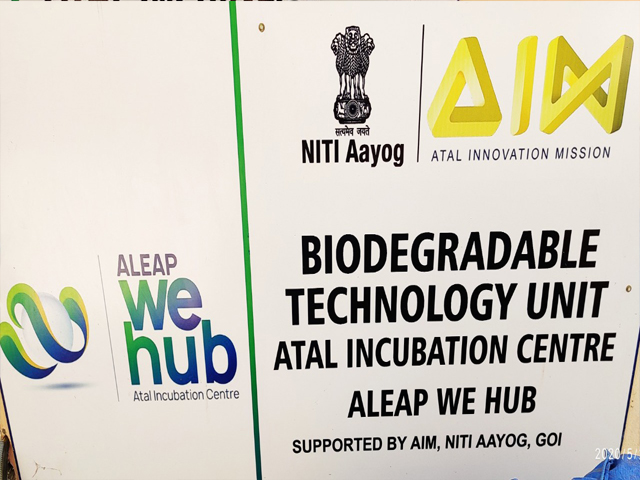 सत्यमेव जयते
NITI Aayog
AIM
ATAL INNOVATION MISSION
ALEAP
we
hub
Atal Incubation Centre
BIODEGRADABLE
TECHNOLOGY UNIT
ATAL INCUBATION CENTRE
ALEAP WE HUB
SUPPORTED BY AIM, NITI AAYOG, GOI